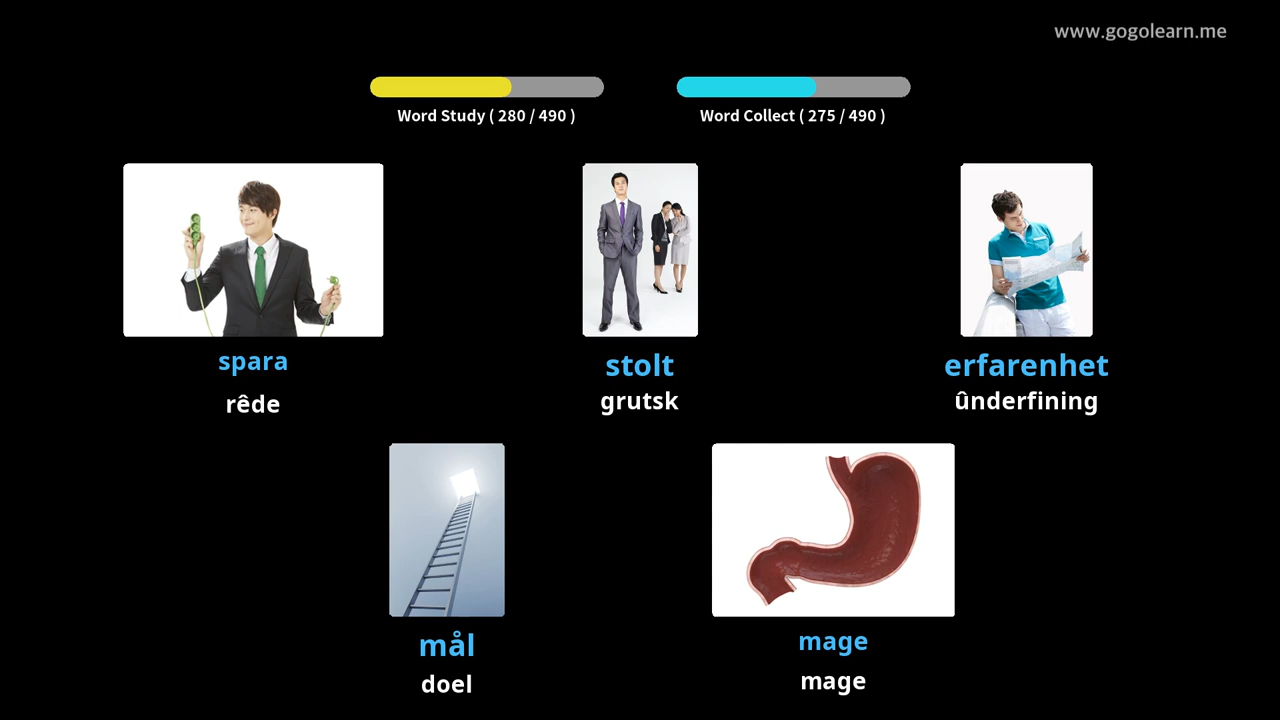 www.gogolearn.me
Word Study ( 280 / 490 )
Word Collect ( 275 / 490 )
spara
rêde
stolt
grutsk
erfarenhet
ûnderfining
mål
doel
mage
mage